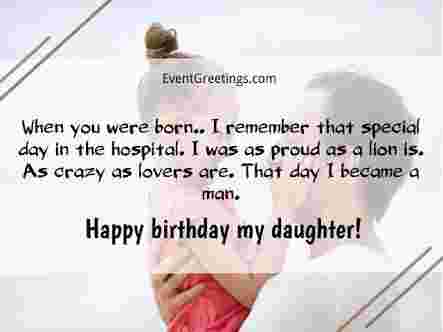 EventGreetings.com
When you were born.. I remember that special
day in the hospital. I was as proud as a lion is.
As crazy as lovers are. That day I became a
man.
Happy birthday my daughter!